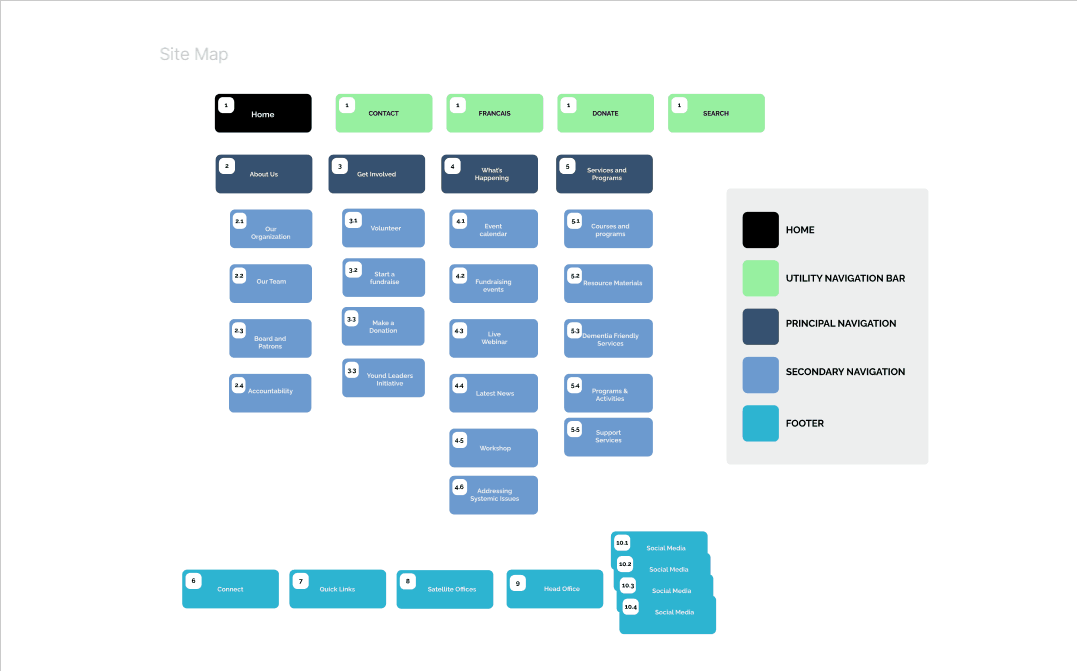 Site Map
1
Home
1
CONTACT
1
FRANCAIS
1
DONATE
1
SEARCH
2
About Us
3
Get Involved
4
What's
Happening
5
Services and
Programs
2.1
Our
Organization
2.2
Our Team
2.3
Board and
Patrons
2.4
Accountability
3.1
Volunteer
3.2
Start a
fundraise
3.3
Make a
Donation
3.3
Yound Leaders
Initiative
4.1
Event
calendar
4.2
Fundraising
events
4.3
Live
Webinar
4.4
Latest News
4.5
Workshop
4.6
Addressing
Systemic Issues
5.1
Courses and
programs
5.2
Resource Materials
5.3
Dementia Friendly
Services
5.4
Programs &
Activities
5.5
Support
Services
HOME
UTILITY NAVIGATION BAR
PRINCIPAL NAVIGATION
SECONDARY NAVIGATION
FOOTER
6
Connect
7
Quick Links
8
Satellite Offices
9
Head Office
10.1
Social Media
10.2
Social Media
10.3
Social Media
10.4
Social Media